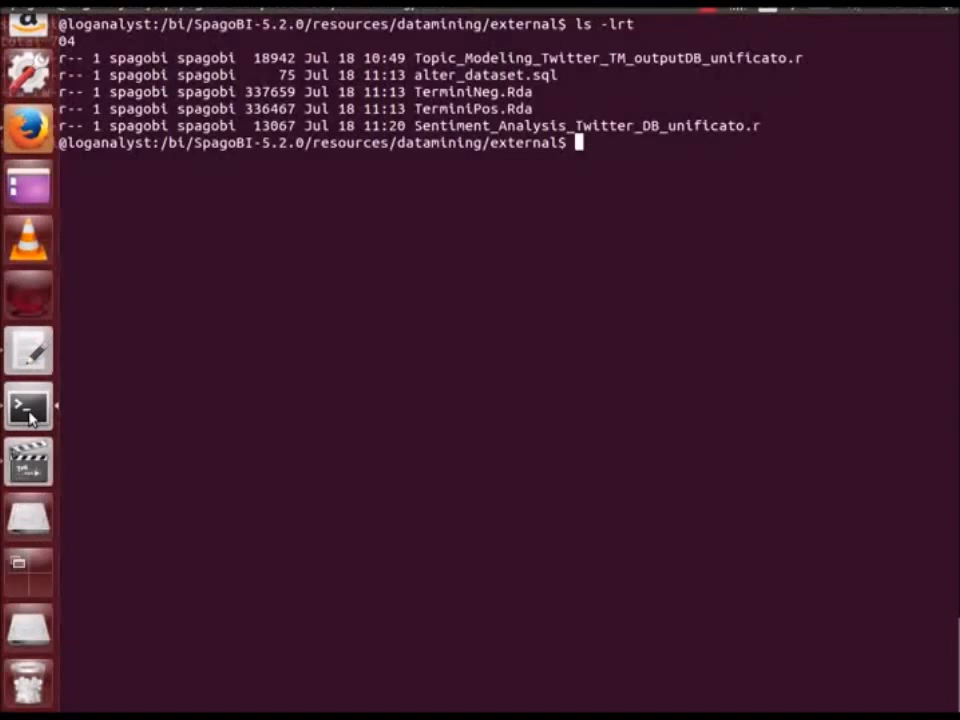 @loganalyst:/bi/SpagoBI-5.2.0/resources/datamining/external$ ls -lrt
04
r-- 1 spagobi spagobi 18942 Jul 18 10:49 Topic_Modeling_Twitter_TM_outputDB_unificato.r
r-- 1 spagobi spagobi 75 Jul 18 11:13 alter_dataset.sql
r-- 1 spagobi spagobi 337659 Jul 18 11:13 TerminiNeg.Rda
r-- 1 spagobi spagobi 336467 Jul 18 11:13 TerminiPos.Rda
r-- 1 spagobi spagobi 13067 Jul 18 11:20 Sentiment_Analysis_Twitter_DB_unificato.r
@loganalyst:/bi/SpagoBI-5.2.0/resources/datamining/external$